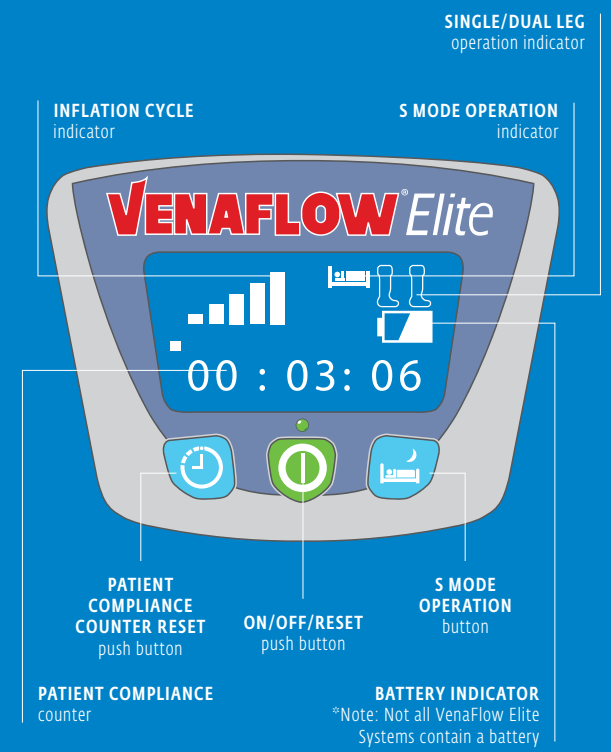 SINGLE/DUAL LEG
operation indicator
INFLATION CYCLE
indicator
S MODE OPERATION
indicator
VENAFLOW® Elite
00 : 03: 06
PATIENT
COMPLIANCE
COUNTER RESET
push button
ON/OFF/RESET
push button
S MODE
OPERATION
button
PATIENT COMPLIANCE
counter
BATTERY INDICATOR
*Note: Not all VenaFlow Elite
Systems contain a battery